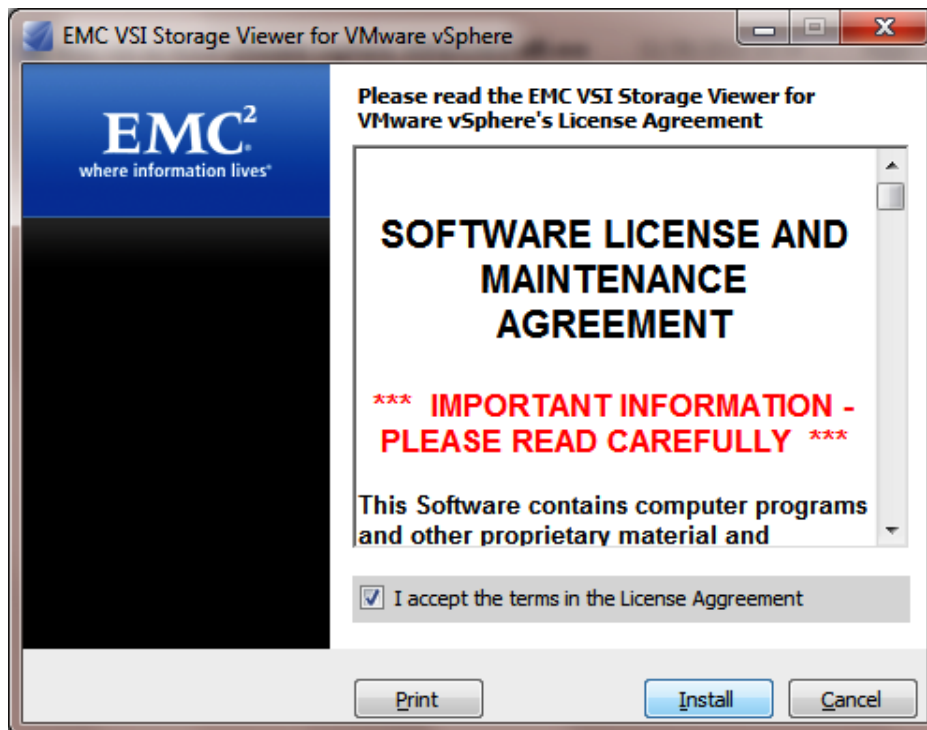 EMC VSI Storage Viewer for VMware vSphere
EMC²
where information lives®
Please read the EMC VSI Storage Viewer for
VMware vSphere's License Agreement
SOFTWARE LICENSE AND
MAINTENANCE
AGREEMENT
*** IMPORTANT INFORMATION -
PLEASE READ CAREFULLY ***
This Software contains computer programs
and other proprietary material and
I accept the terms in the License Aggreement
Print Install Cancel